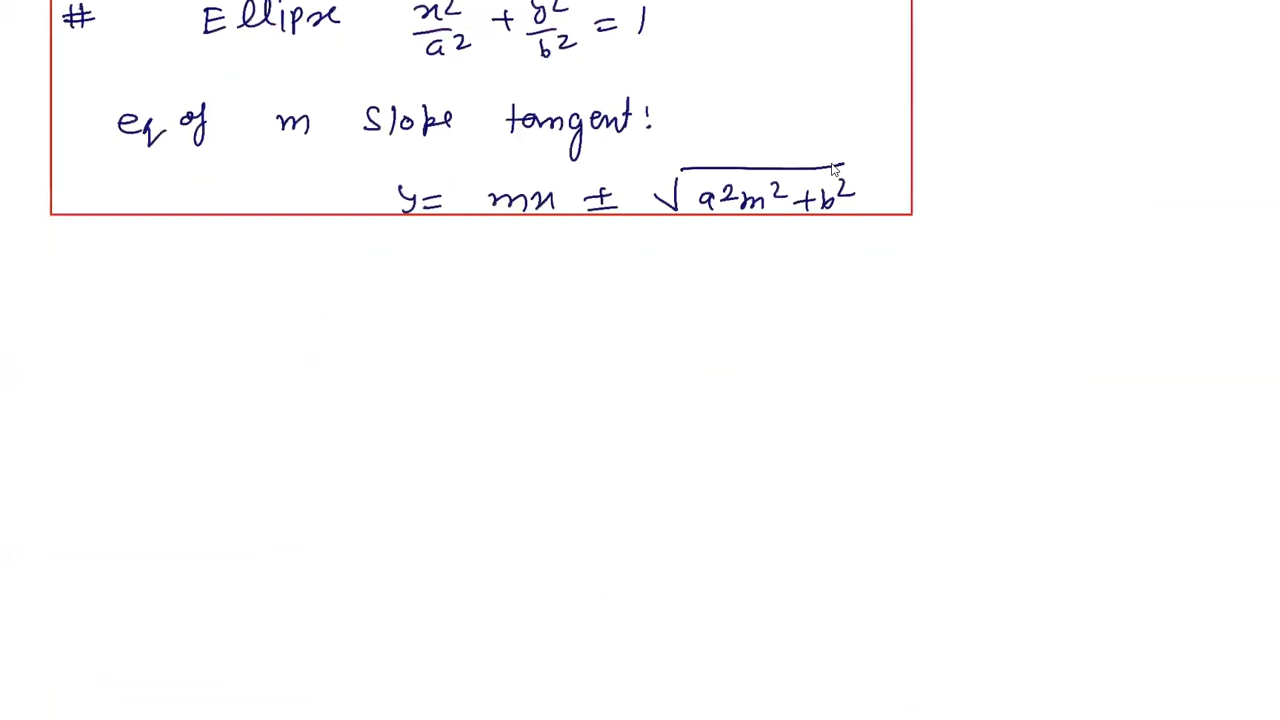 # Ellipse x²/a² + y²/b² = 1
eq of m slope tangent:
y = mx ± √(a²m² + b²)